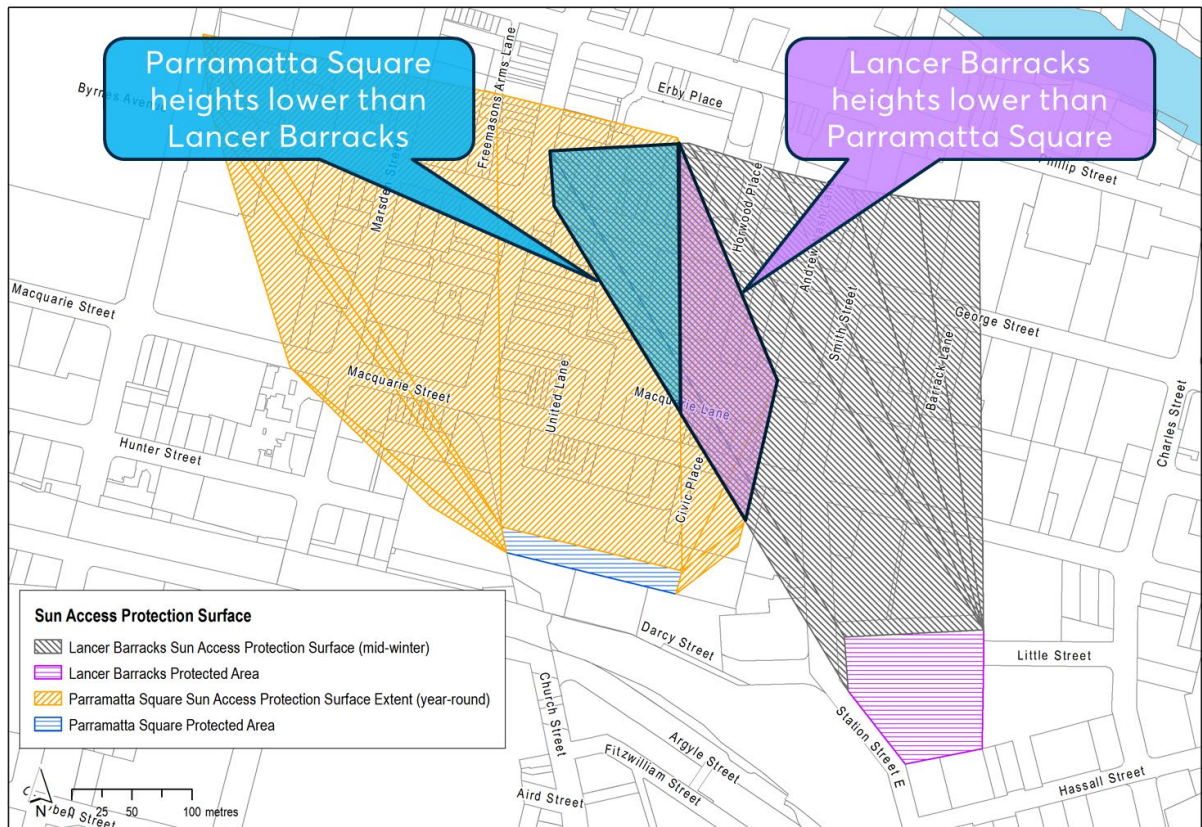 Parramatta Square
heights lower than
Lancer Barracks
Lancer Barracks
heights lower than
Parramatta Square
Erby Place
Freemasons Arms Lane
Phillip Street
Horwood Place
Smith Street
George Street
Barrack Lane
Charles Street
Macquarie Street
Macquarie Street
Macquarie Lane
United Lane
Hunter Street
Civic Place
Darcy Street
Little Street
Church Street
Station Street E
Argyle Street
Fitzwilliam Street
Hassall Street
Aird Street
Sun Access Protection Surface
Lancer Barracks Sun Access Protection Surface (mid-winter)
Lancer Barracks Protected Area
Parramatta Square Sun Access Protection Surface Extent (year-round)
Parramatta Square Protected Area
N
0 25 50 100 metres
Street